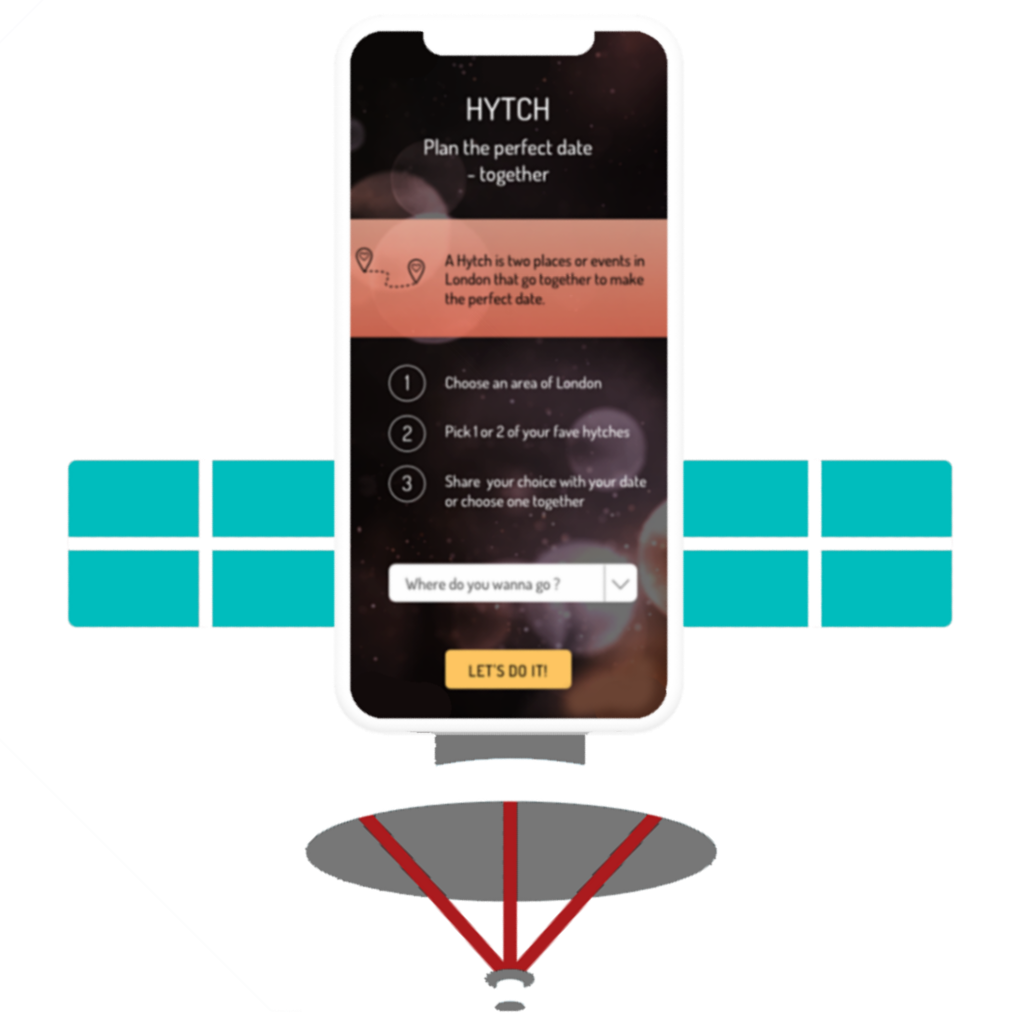 HYTCH
Plan the perfect date
- together
A Hytch is two places or events in
London that go together to make
the perfect date.
1 Choose an area of London
2 Pick 1 or 2 of your fave hytches
3 Share your choice with your date
or choose one together
Where do you wanna go ?
LET'S DO IT!